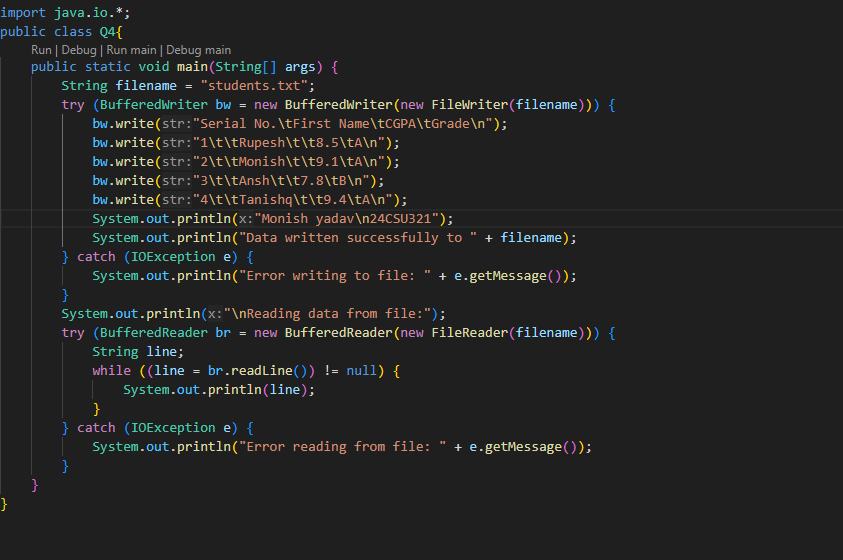 import java.io.*;
public class Q4{
Run | Debug | Run main | Debug main
public static void main(String[] args) {
String filename = "students.txt";
try (BufferedWriter bw = new BufferedWriter(new FileWriter(filename))) {
bw.write(str:"Serial No.\tFirst Name\tCGPA\tGrade\n");
bw.write(str:"1\t\tRupesh\t\t8.5\tA\n");
bw.write(str:"2\t\tMonish\t\t9.1\tA\n");
bw.write(str:"3\t\tAnsh\t\t7.8\tB\n");
bw.write(str:"4\t\tTanishq\t\t9.4\tA\n");
System.out.println(x:"Monish yadav\n24CSU321");
System.out.println("Data written successfully to " + filename);
} catch (IOException e) {
System.out.println("Error writing to file: " + e.getMessage());
}
System.out.println(x:"\nReading data from file:");
try (BufferedReader br = new BufferedReader(new FileReader(filename))) {
String line;
while ((line = br.readLine()) != null) {
System.out.println(line);
}
} catch (IOException e) {
System.out.println("Error reading from file: " + e.getMessage());
}
}
}